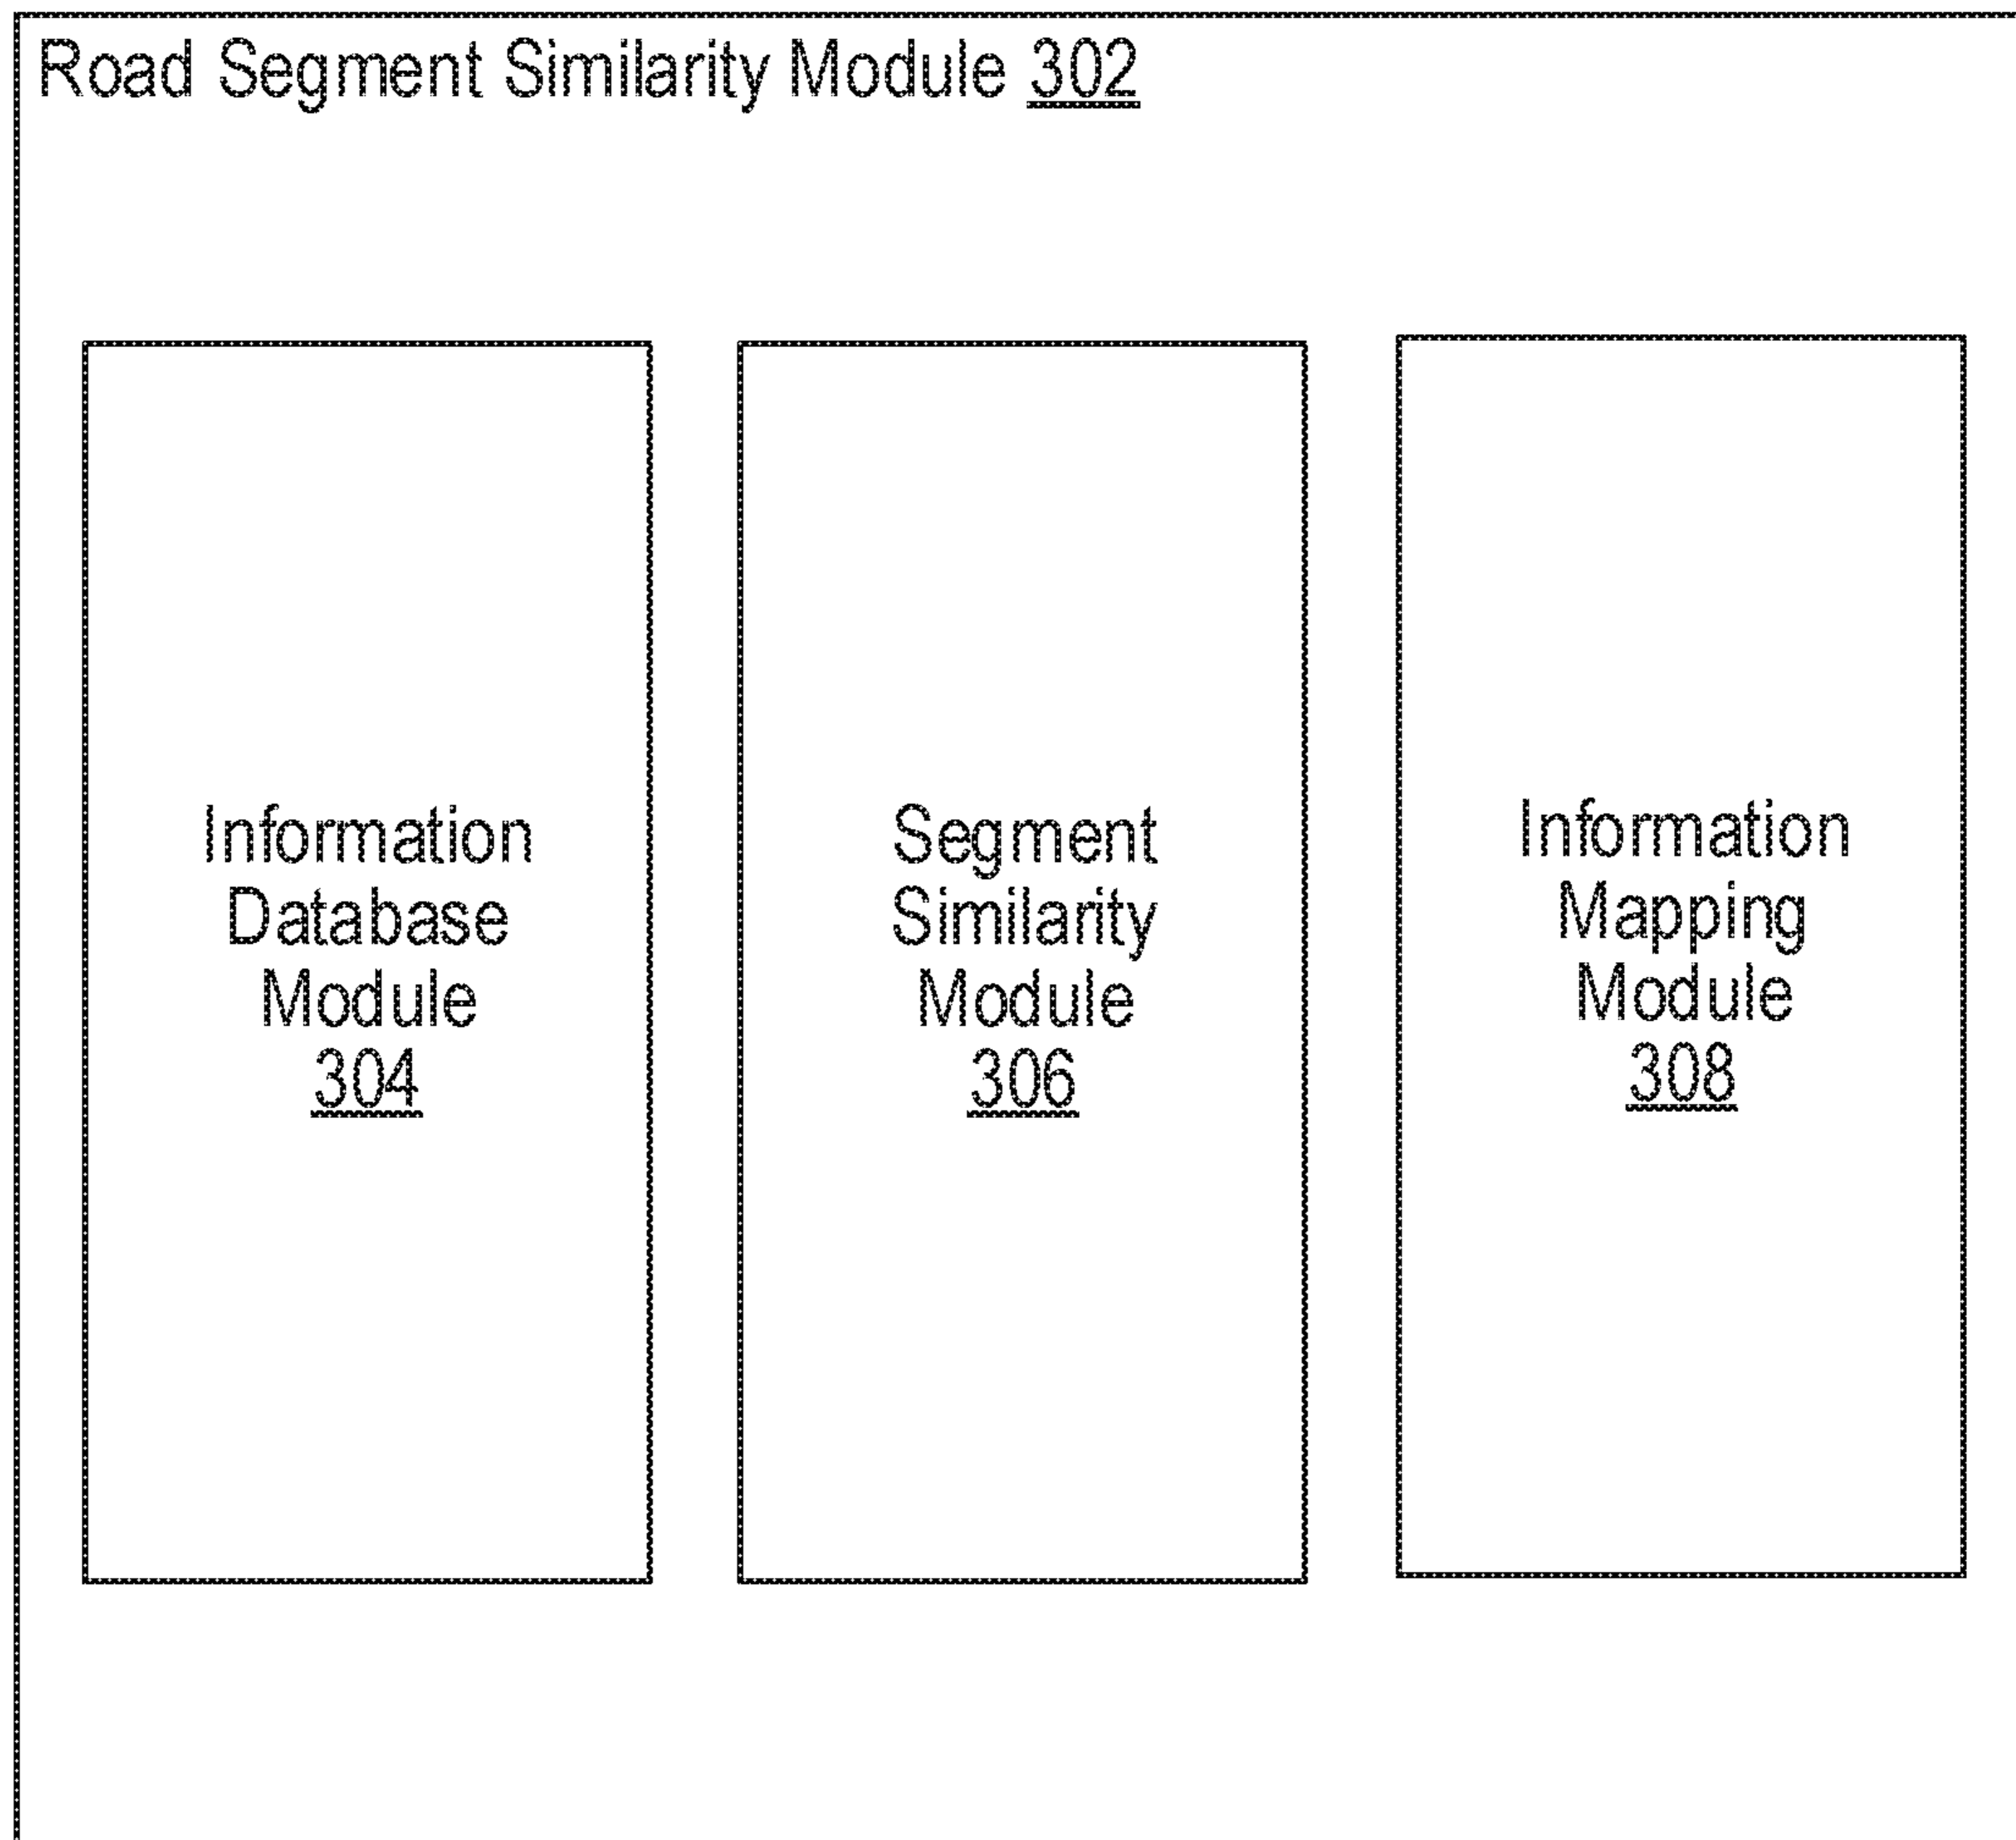 Road Segment Similarity Module 302
Information
Database
Module
304
Segment
Similarity
Module
306
Information
Mapping
Module
308